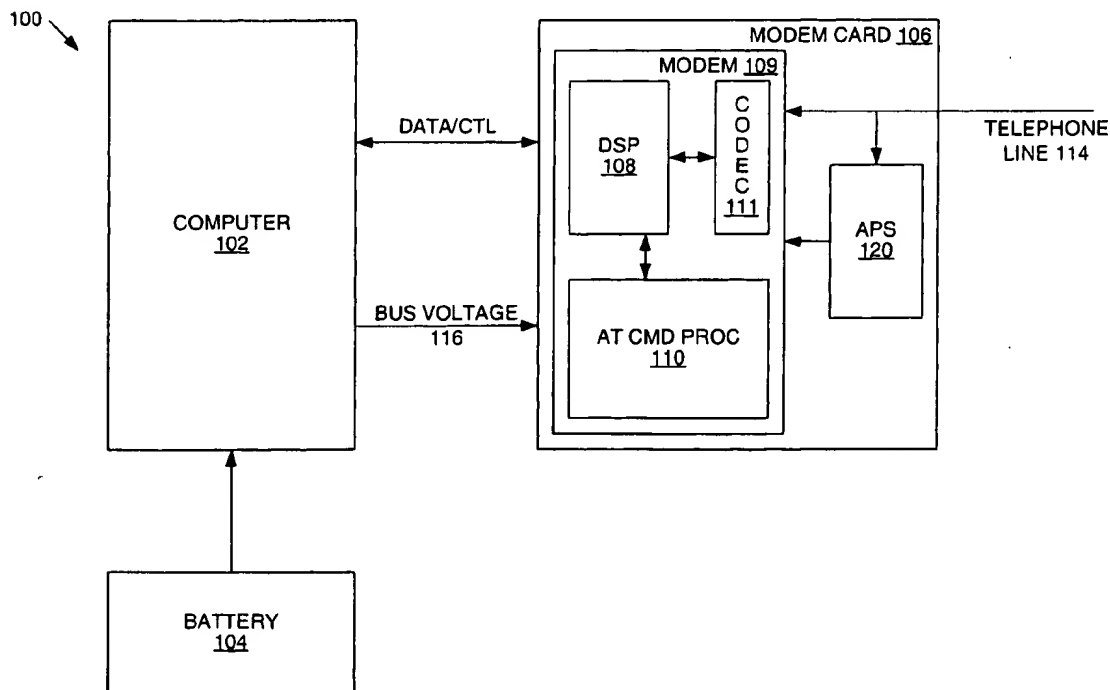 100
MODEM CARD 106
MODEM 109
DATA/CTL
DSP
108
CODEC
111
TELEPHONE
LINE 114
COMPUTER
102
APS
120
BUS VOLTAGE
116
AT CMD PROC
110
BATTERY
104